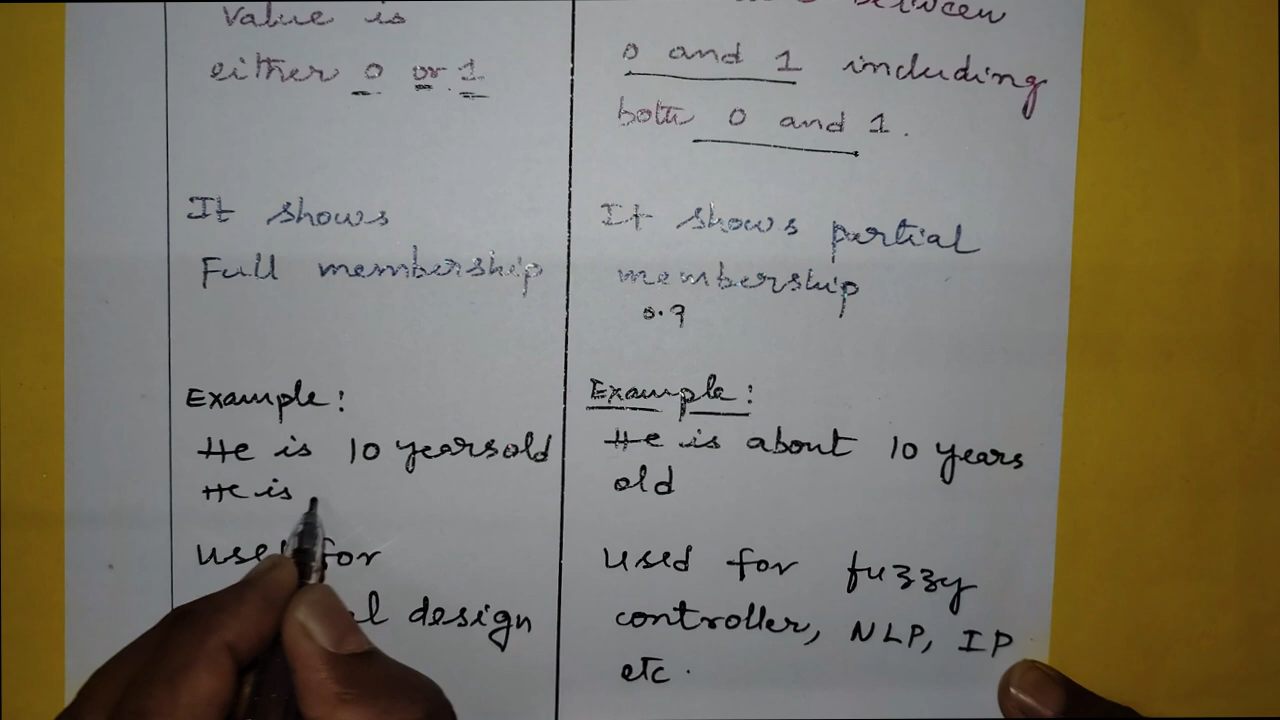 Value is
either 0 or 1
It shows
Full membership
Example:
He is 10 years old
He is
used for
design
between
0 and 1 including
both 0 and 1.
It shows partial
membership
Example:
He is about 10 years
old
used for fuzzy
controller, NLP, IP
etc.